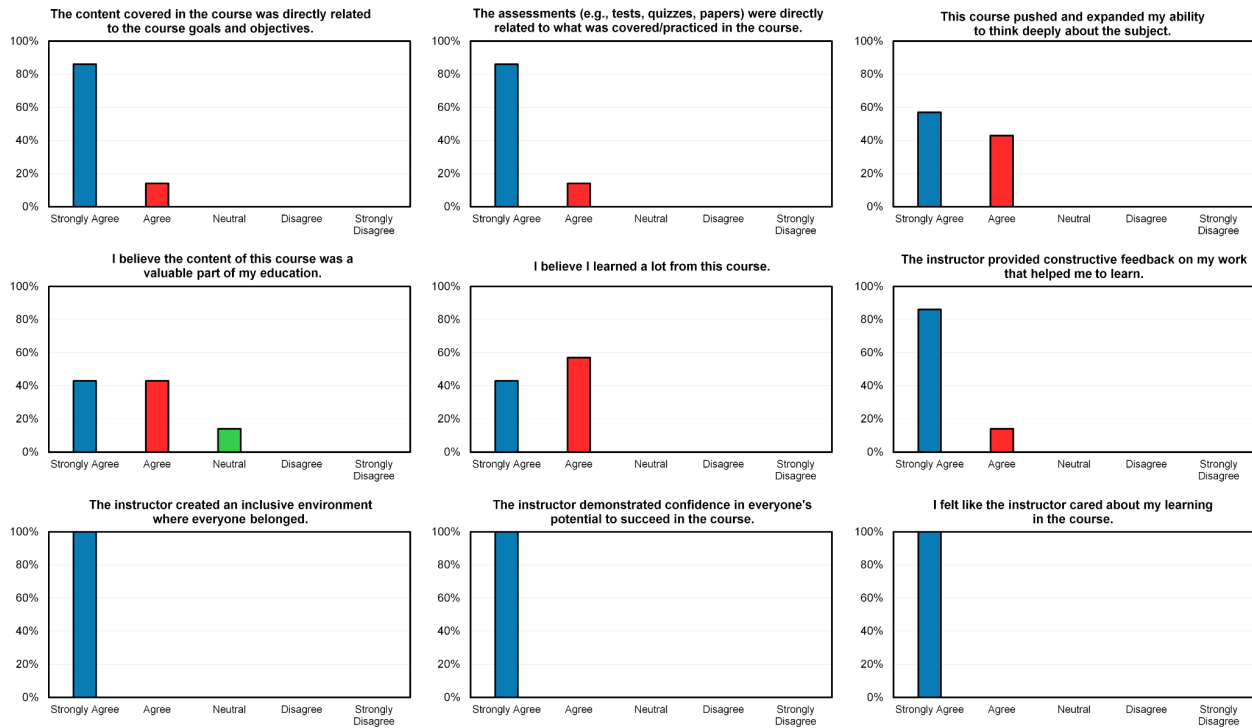 The content covered in the course was directly related
to the course goals and objectives.
100%
80%
60%
40%
20%
0%
Strongly Agree
Agree
Neutral
Disagree
Strongly
Disagree
The assessments (e.g., tests, quizzes, papers) were directly
related to what was covered/practiced in the course.
100%
80%
60%
40%
20%
0%
Strongly Agree
Agree
Neutral
Disagree
Strongly
Disagree
This course pushed and expanded my ability
to think deeply about the subject.
100%
80%
60%
40%
20%
0%
Strongly Agree
Agree
Neutral
Disagree
Strongly
Disagree
I believe the content of this course was a
valuable part of my education.
100%
80%
60%
40%
20%
0%
Strongly Agree
Agree
Neutral
Disagree
Strongly
Disagree
I believe I learned a lot from this course.
100%
80%
60%
40%
20%
0%
Strongly Agree
Agree
Neutral
Disagree
Strongly
Disagree
The instructor provided constructive feedback on my work
that helped me to learn.
100%
80%
60%
40%
20%
0%
Strongly Agree
Agree
Neutral
Disagree
Strongly
Disagree
The instructor created an inclusive environment
where everyone belonged.
100%
80%
60%
40%
20%
0%
Strongly Agree
Agree
Neutral
Disagree
Strongly
Disagree
The instructor demonstrated confidence in everyone's
potential to succeed in the course.
100%
80%
60%
40%
20%
0%
Strongly Agree
Agree
Neutral
Disagree
Strongly
Disagree
I felt like the instructor cared about my learning
in the course.
100%
80%
60%
40%
20%
0%
Strongly Agree
Agree
Neutral
Disagree
Strongly
Disagree